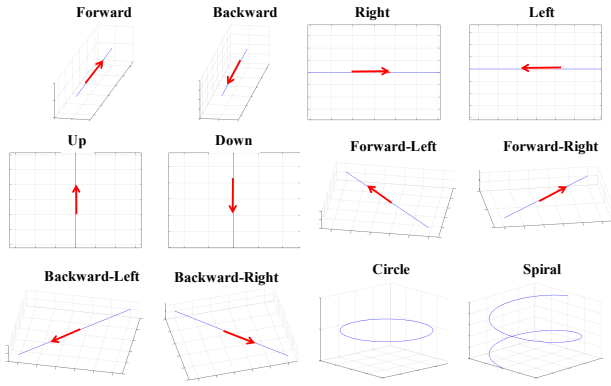 Forward
Backward
Right
Left
Up
Down
Forward-Left
Forward-Right
Backward-Left
Backward-Right
Circle
Spiral